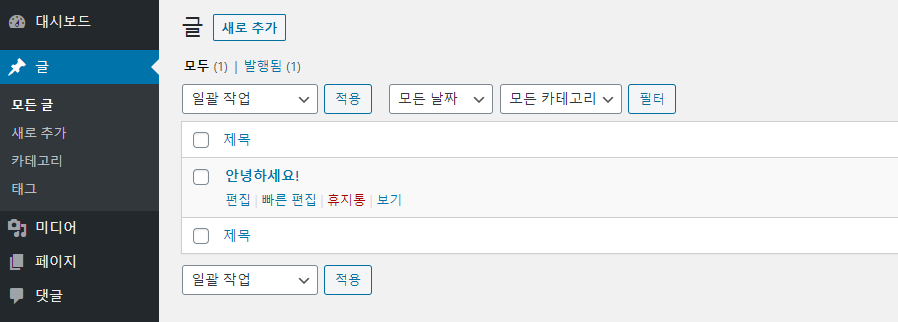 대시보드
글
모든 글
새로 추가
카테고리
태그
미디어
페이지
댓글
글 새로 추가
모두 (1) | 발행됨 (1)
일괄 작업 적용 모든 날짜 모든 카테고리 필터
제목
안녕하세요!
편집 | 빠른 편집 | 휴지통 | 보기
제목
일괄 작업 적용